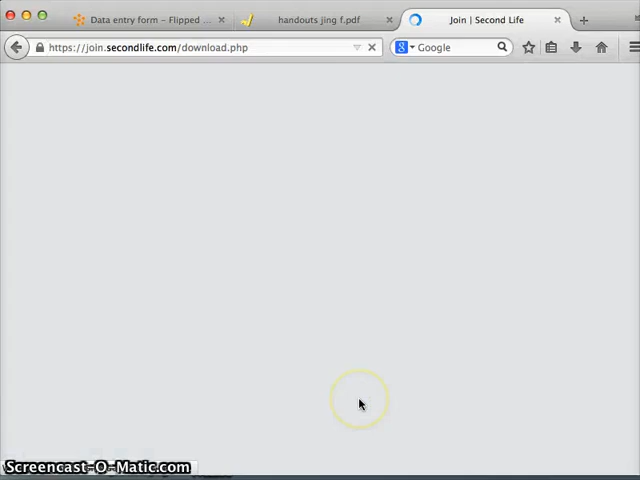 Data entry form – Flipped ...
handouts jing f.pdf
Join | Second Life
https://join.secondlife.com/download.php
Google
Screencast-O-Matic.com